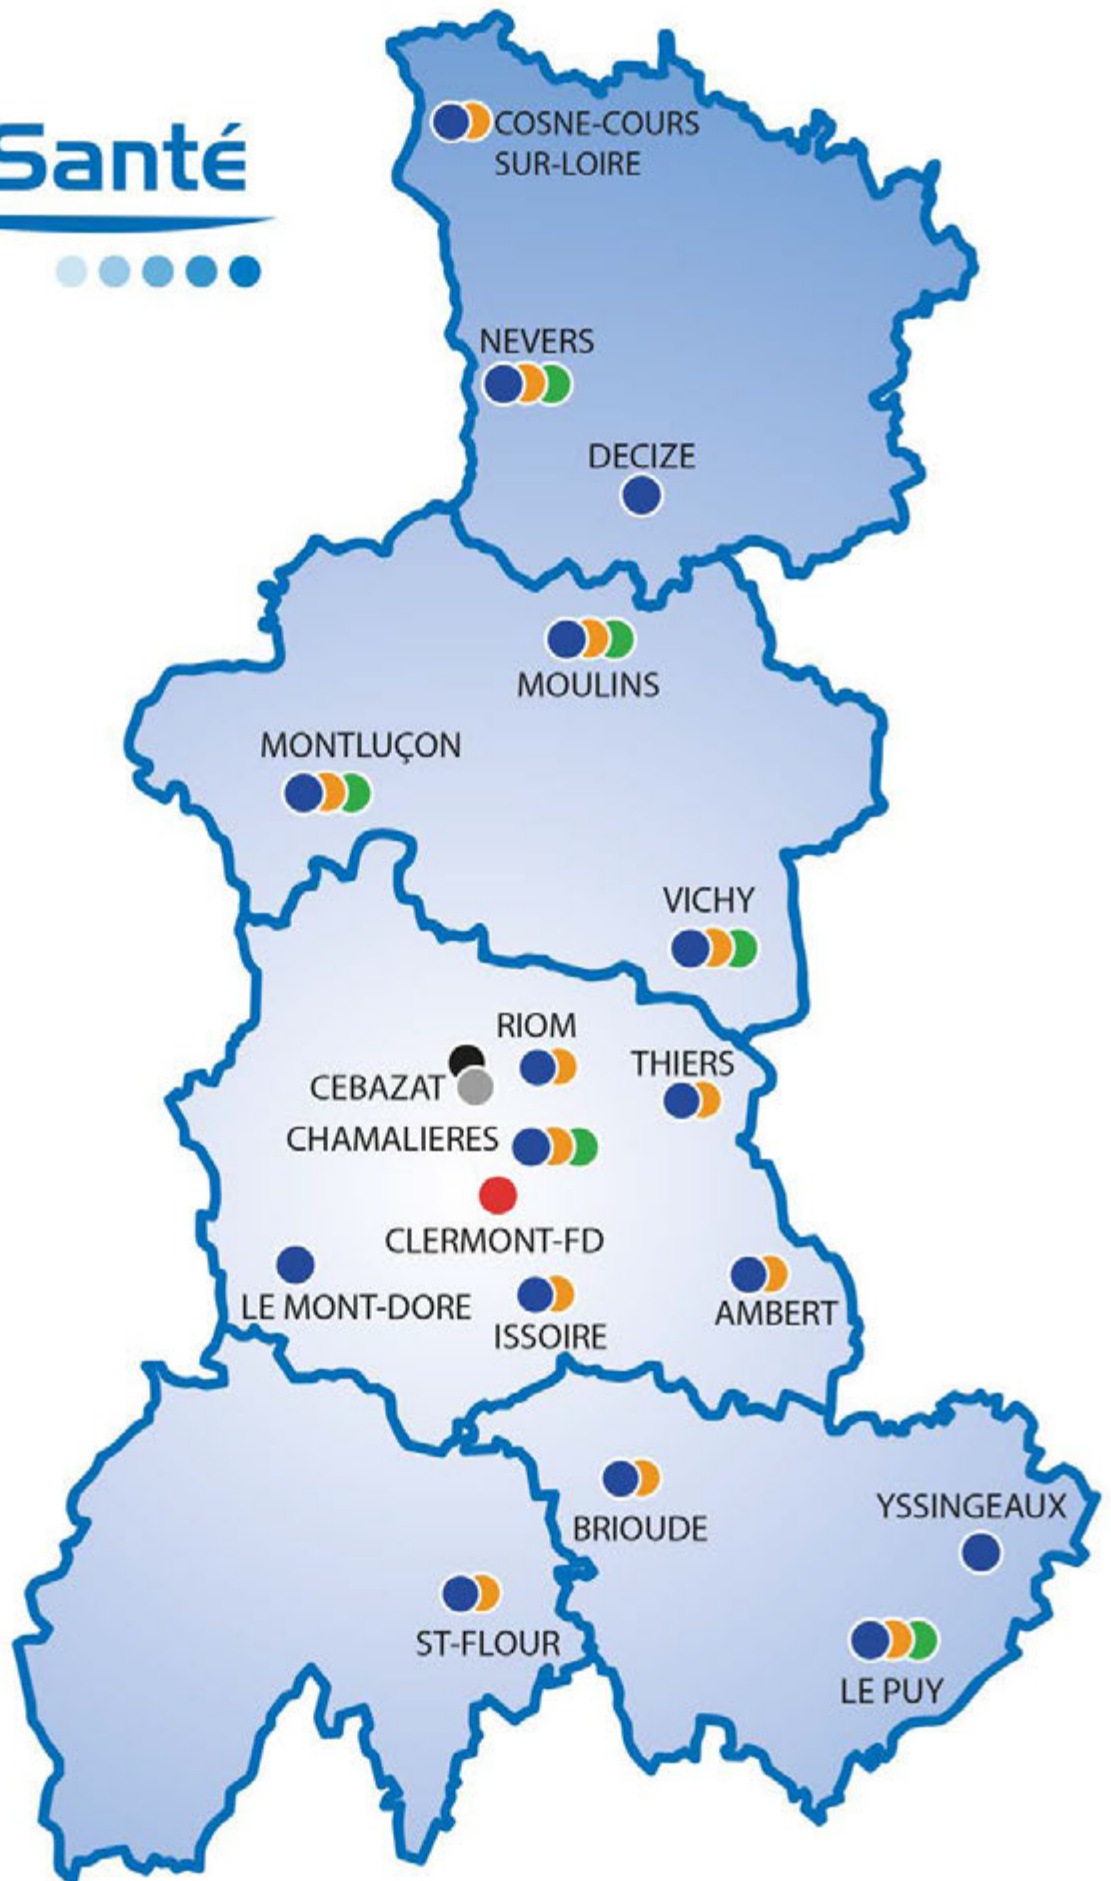 COSNE-COURS
SUR-LOIRE
Santé
NEVERS
DECIZE
MOULINS
MONTLUÇON
VICHY
RIOM
THIERS
CEBAZAT
CHAMALIERES
CLERMONT-FD
LE MONT-DORE
AMBERT
ISSOIRE
YSSINGEAUX
BRIOUDE
ST-FLOUR
LE PUY